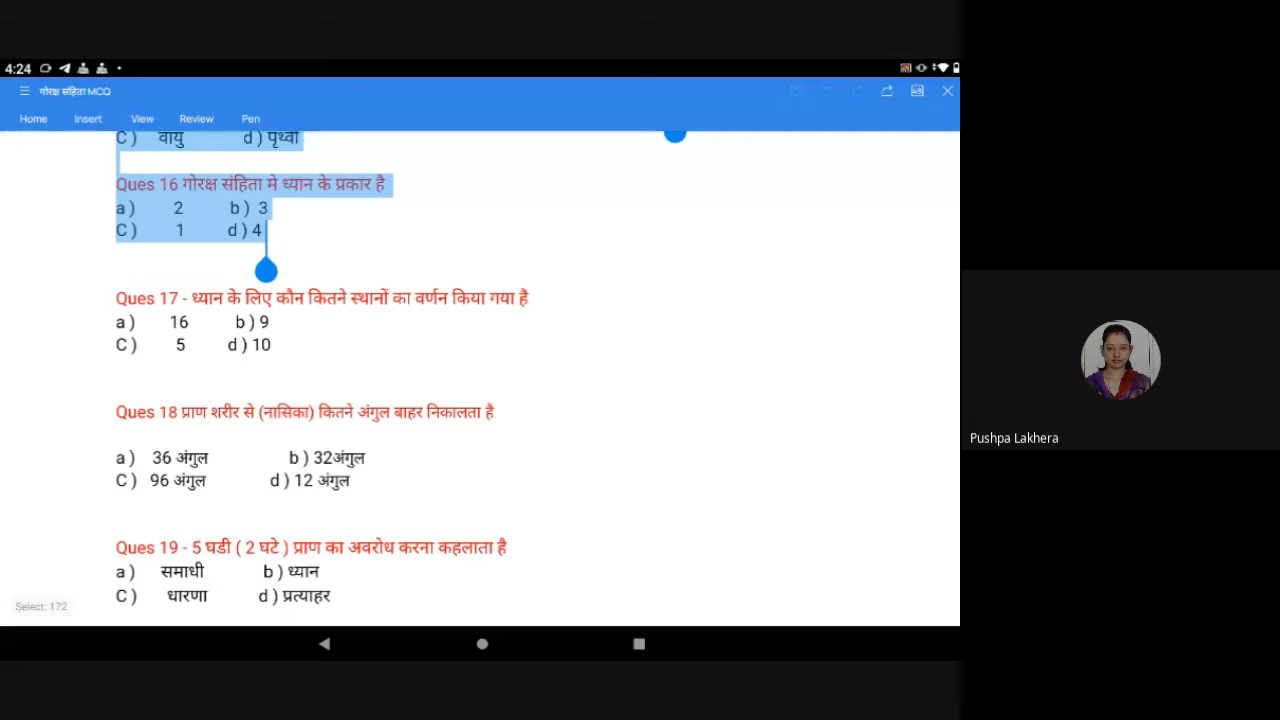 4:24
गोरक्ष संहिता MCQ
Home Insert View Review Pen
C ) वायु d ) पृथ्वी
Ques 16 गोरक्ष संहिता मे ध्यान के प्रकार है
a ) 2 b ) 3
C ) 1 d ) 4
Ques 17 - ध्यान के लिए कौन कितने स्थानों का वर्णन किया गया है
a ) 16 b ) 9
C ) 5 d ) 10
Ques 18 प्राण शरीर से (नासिका) कितने अंगुल बाहर निकालता है
a ) 36 अंगुल b ) 32अंगुल
C ) 96 अंगुल d ) 12 अंगुल
Ques 19 - 5 घडी ( 2 घटे ) प्राण का अवरोध करना कहलाता है
a ) समाधी b ) ध्यान
C ) धारणा d ) प्रत्याहर
Select: 172
Pushpa Lakhera